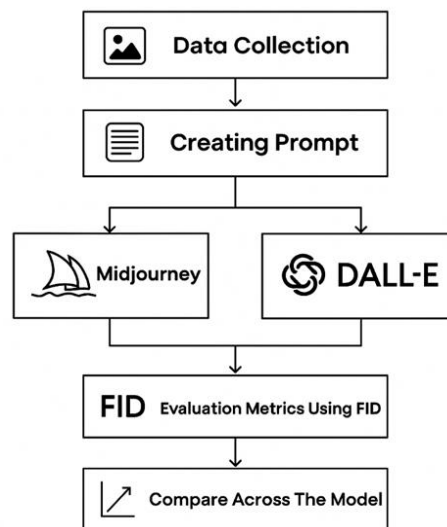 Data Collection
Creating Prompt
Midjourney
DALL-E
FID Evaluation Metrics Using FID
Compare Across The Model